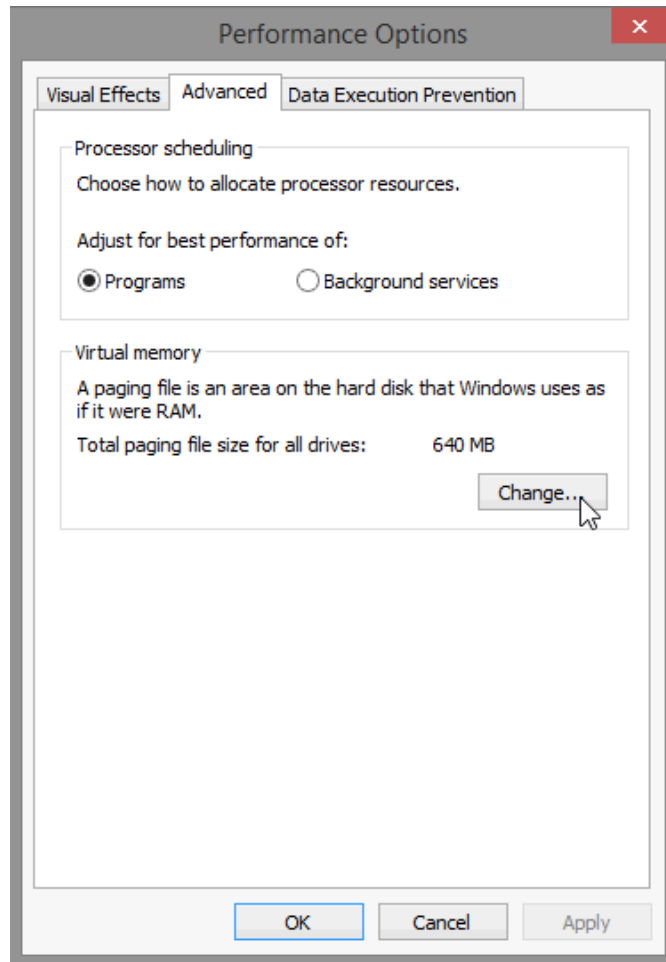 Performance Options
Visual Effects
Advanced
Data Execution Prevention
Processor scheduling
Choose how to allocate processor resources.
Adjust for best performance of:
Programs
Background services
Virtual memory
A paging file is an area on the hard disk that Windows uses as
if it were RAM.
Total paging file size for all drives: 640 MB
Change...
OK
Cancel
Apply